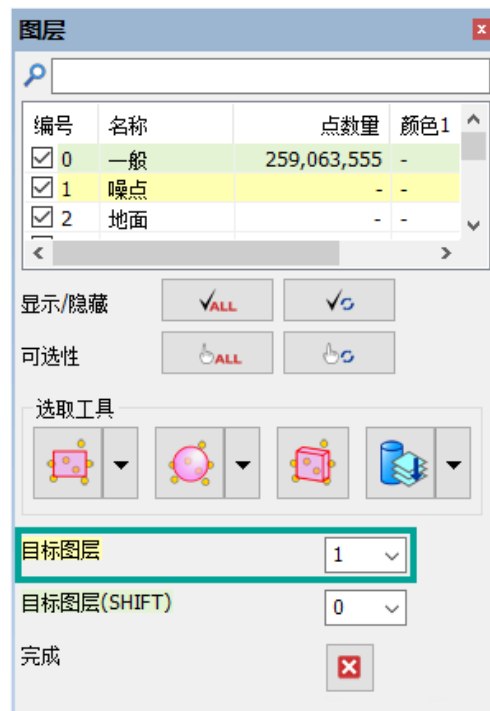 图层
编号 名称 点数量 颜色1
0 一般 259,063,555 -
1 噪点 - -
2 地面 - -
显示/隐藏 ALL
可选性 ALL
选取工具
目标图层 1
目标图层(SHIFT) 0
完成